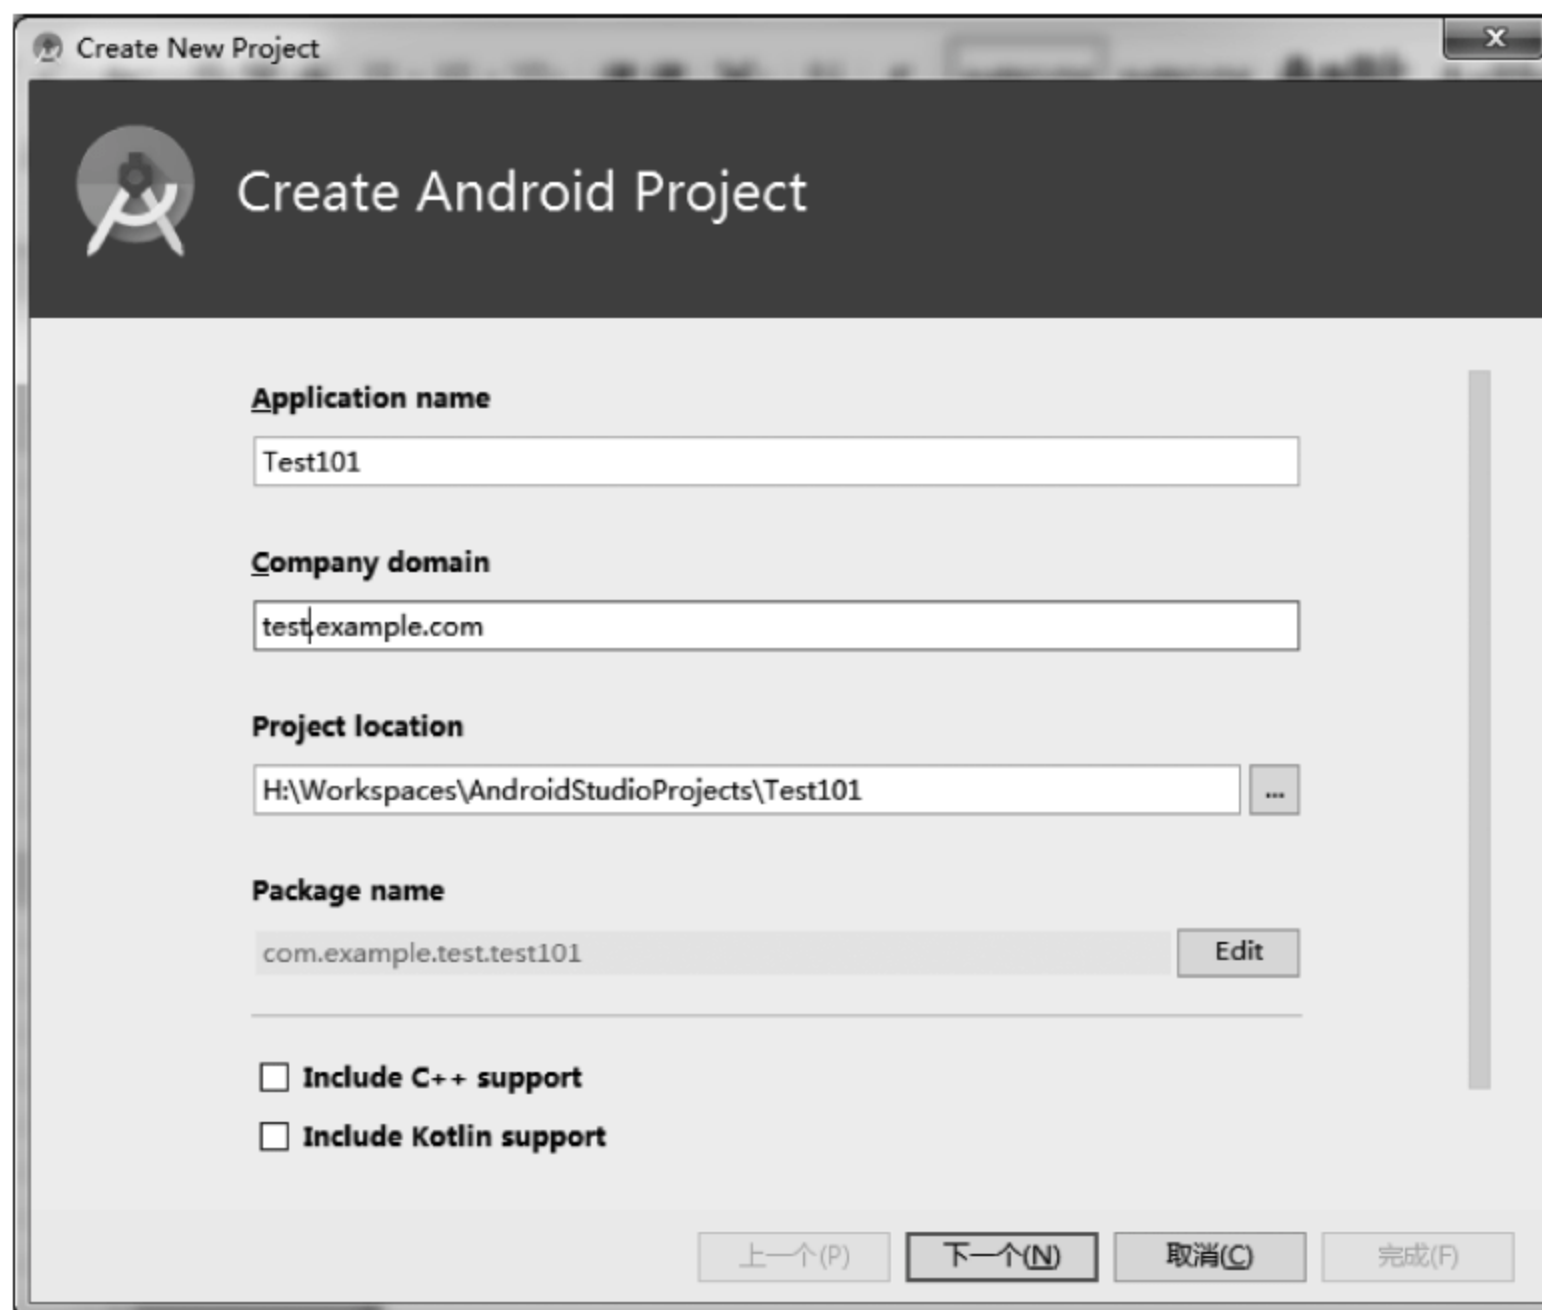 Create New Project
Create Android Project
Application name
Test101
Company domain
test.example.com
Project location
H:\Workspaces\AndroidStudioProjects\Test101
...
Package name
com.example.test.test101
Edit
Include C++ support
Include Kotlin support
上一个(P) 下一个(N) 取消(C) 完成(F)